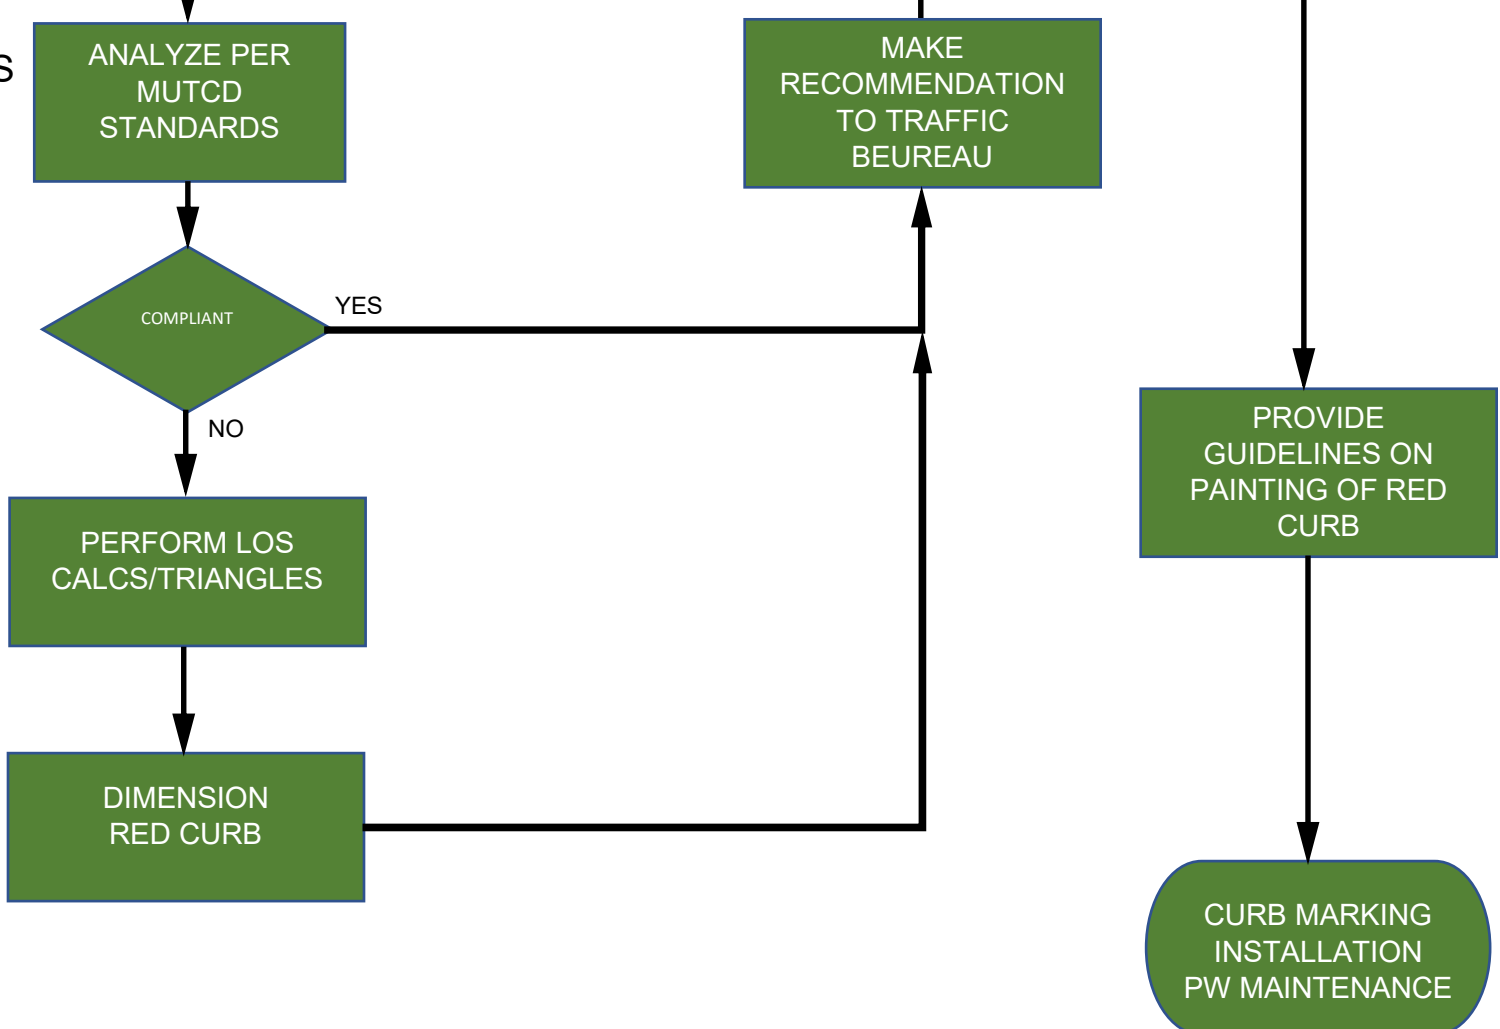 S
ANALYZE PER
MUTCD
STANDARDS
MAKE
RECOMMENDATION
TO TRAFFIC
BEUREAU
COMPLIANT
YES
NO
PROVIDE
GUIDELINES ON
PAINTING OF RED
CURB
PERFORM LOS
CALCS/TRIANGLES
DIMENSION
RED CURB
CURB MARKING
INSTALLATION
PW MAINTENANCE